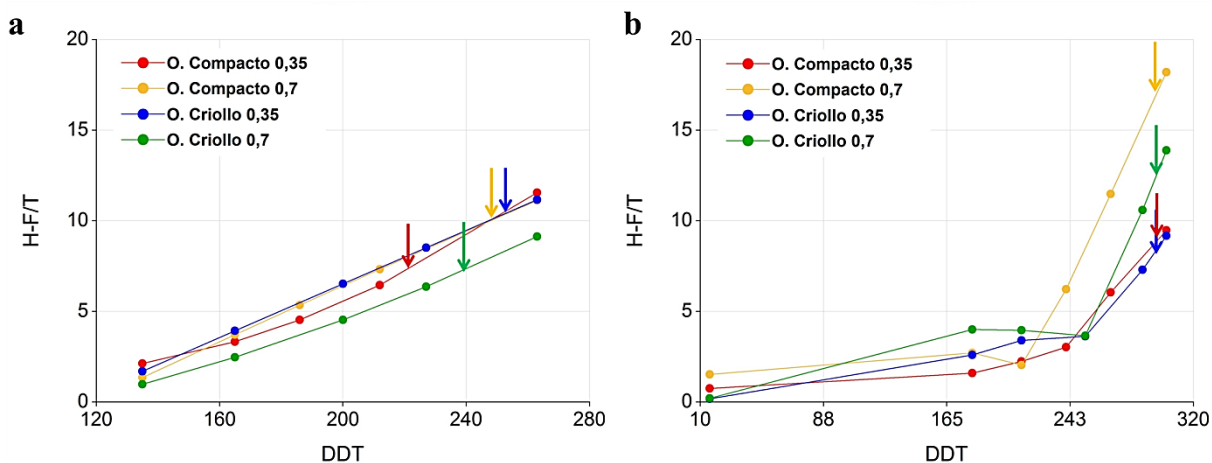 a
20
15
10
5
0
H-F/T
O. Compacto 0,35
O. Compacto 0,7
O. Criollo 0,35
O. Criollo 0,7
120 160 200 240 280
DDT
b
20
15
10
5
0
H-F/T
O. Compacto 0,35
O. Compacto 0,7
O. Criollo 0,35
O. Criollo 0,7
10 88 165 243 320
DDT